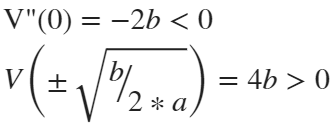 V"(0) = −2b < 0
V(± √(b/2 * a)) = 4b > 0